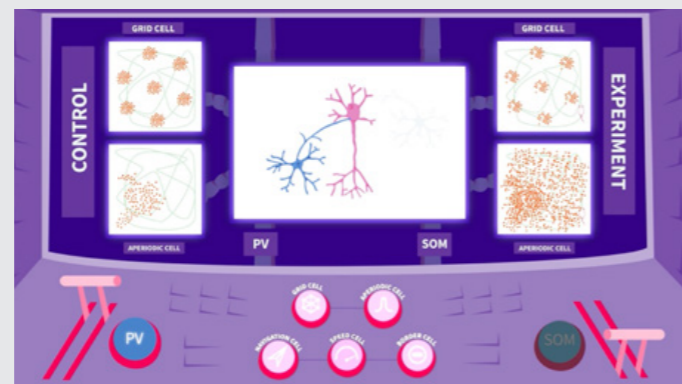 GRID CELL
GRID CELL
CONTROL
EXPERIMENT
APERIODIC CELL
PV
SOM
APERIODIC CELL
GRID CELL
APERIODIC CELL
PV
NAVIGATION CELL
SPEED CELL
BORDER CELL
SOM